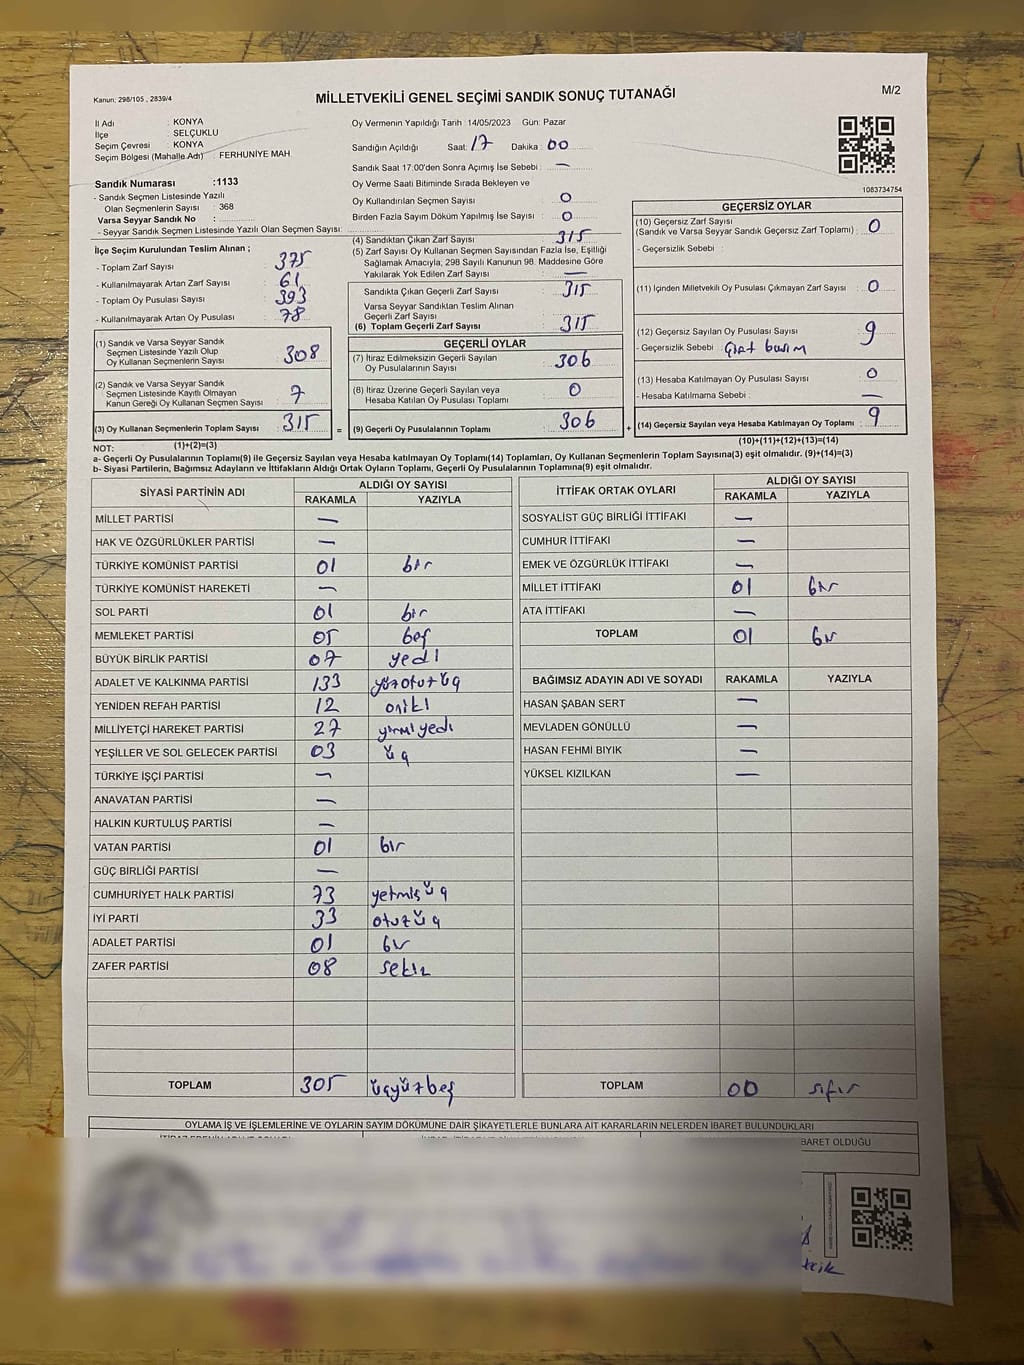 Kanun: 298/105 , 2839/4
MİLLETVEKİLİ GENEL SEÇİMİ SANDIK SONUÇ TUTANAĞI
M/2
İl Adı : KONYA
İlçe : SELÇUKLU
Seçim Çevresi : KONYA
Seçim Bölgesi (Mahalle Adı) : FERHUNİYE MAH
Sandık Numarası :1133
- Sandık Seçmen Listesinde Yazılı
Olan Seçmenlerin Sayısı : 368
Varsa Seyyar Sandık No :
- Seyyar Sandık Seçmen Listesinde Yazılı Olan Seçmen Sayısı:
Oy Vermenin Yapıldığı Tarih :14/05/2023 Gün: Pazar
Sandığın Açıldığı Saat: 17 Dakika : 00
Sandık Saat 17:00'den Sonra Açılmış İse Sebebi : —
Oy Verme Saati Bitiminde Sırada Bekleyen ve
Oy Kullandırılan Seçmen Sayısı : 0
Birden Fazla Sayım Döküm Yapılmış İse Sayısı : 0
1083734754
İlçe Seçim Kurulundan Teslim Alınan ;
- Toplam Zarf Sayısı : 375
- Kullanılmayarak Artan Zarf Sayısı : 61
- Toplam Oy Pusulası Sayısı : 393
- Kullanılmayarak Artan Oy Pusulası : 78
(1) Sandık ve Varsa Seyyar Sandık
Seçmen Listesinde Yazılı Olup
Oy Kullanan Seçmenlerin Sayısı : 308
(2) Sandık ve Varsa Seyyar Sandık
Seçmen Listesinde Kayıtlı Olmayan
Kanun Gereği Oy Kullanan Seçmen Sayısı : 7
(3) Oy Kullanan Seçmenlerin Toplam Sayısı : 315 =
(4) Sandıktan Çıkan Zarf Sayısı : 315
(5) Zarf Sayısı Oy Kullanan Seçmen Sayısından Fazla İse, Eşitliği
Sağlamak Amacıyla, 298 Sayılı Kanunun 98. Maddesine Göre
Yakılarak Yok Edilen Zarf Sayısı : —
Sandıkta Çıkan Geçerli Zarf Sayısı : 315
Varsa Seyyar Sandıktan Teslim Alınan
Geçerli Zarf Sayısı :
(6) Toplam Geçerli Zarf Sayısı : 315
GEÇERLİ OYLAR
(7) İtiraz Edilmeksizin Geçerli Sayılan
Oy Pusulalarının Sayısı : 306
(8) İtiraz Üzerine Geçerli Sayılan veya
Hesaba Katılan Oy Pusulası Toplamı : 0
(9) Geçerli Oy Pusulalarının Toplamı : 306 +
GEÇERSİZ OYLAR
(10) Geçersiz Zarf Sayısı
(Sandık ve Varsa Seyyar Sandık Geçersiz Zarf Toplamı) : 0
- Geçersizlik Sebebi :
(11) İçinden Milletvekili Oy Pusulası Çıkmayan Zarf Sayısı : 0
(12) Geçersiz Sayılan Oy Pusulası Sayısı : 9
- Geçersizlik Sebebi : Çift basım
(13) Hesaba Katılmayan Oy Pusulası Sayısı : 0
- Hesaba Katılmama Sebebi : —
(14) Geçersiz Sayılan veya Hesaba Katılmayan Oy Toplamı : 9
NOT: (1)+(2)=(3)
(10)+(11)+(12)+(13)=(14)
a- Geçerli Oy Pusulalarının Toplamı(9) ile Geçersiz Sayılan veya Hesaba katılmayan Oy Toplamı(14) Toplamları, Oy Kullanan Seçmenlerin Toplam Sayısına(3) eşit olmalıdır. (9)+(14)=(3)
b- Siyasi Partilerin, Bağımsız Adayların ve İttifakların Aldığı Ortak Oyların Toplamı, Geçerli Oy Pusulalarının Toplamına(9) eşit olmalıdır.
SİYASİ PARTİNİN ADI ALDIĞI OY SAYISI
RAKAMLA YAZIYLA
MİLLET PARTİSİ —
HAK VE ÖZGÜRLÜKLER PARTİSİ —
TÜRKİYE KOMÜNİST PARTİSİ 01 bir
TÜRKİYE KOMÜNİST HAREKETİ —
SOL PARTİ 01 bir
MEMLEKET PARTİSİ 05 beş
BÜYÜK BİRLİK PARTİSİ 07 yedi
ADALET VE KALKINMA PARTİSİ 133 yüzotuzüç
YENİDEN REFAH PARTİSİ 12 oniki
MİLLİYETÇİ HAREKET PARTİSİ 27 yirmiyedi
YEŞİLLER VE SOL GELECEK PARTİSİ 03 üç
TÜRKİYE İŞÇİ PARTİSİ —
ANAVATAN PARTİSİ —
HALKIN KURTULUŞ PARTİSİ —
VATAN PARTİSİ 01 bir
GÜÇ BİRLİĞİ PARTİSİ —
CUMHURİYET HALK PARTİSİ 73 yetmişüç
İYİ PARTİ 33 otuzüç
ADALET PARTİSİ 01 bir
ZAFER PARTİSİ 08 sekiz
TOPLAM 305 üçyüzbeş
İTTİFAK ORTAK OYLARI ALDIĞI OY SAYISI
RAKAMLA YAZIYLA
SOSYALİST GÜÇ BİRLİĞİ İTTİFAKI —
CUMHUR İTTİFAKI —
EMEK VE ÖZGÜRLÜK İTTİFAKI —
MİLLET İTTİFAKI 01 bir
ATA İTTİFAKI —
TOPLAM 01 bir
BAĞIMSIZ ADAYIN ADI VE SOYADI RAKAMLA YAZIYLA
HASAN ŞABAN SERT —
MEVLADEN GÖNÜLLÜ —
HASAN FEHMİ BIYIK —
YÜKSEL KIZILKAN —
TOPLAM 00 sıfır
OYLAMA İŞ VE İŞLEMLERİNE VE OYLARIN SAYIM DÖKÜMÜNE DAİR ŞİKAYETLERLE BUNLARA AİT KARARLARIN NELERDEN İBARET BULUNDUKLARI
BARET OLDUĞU